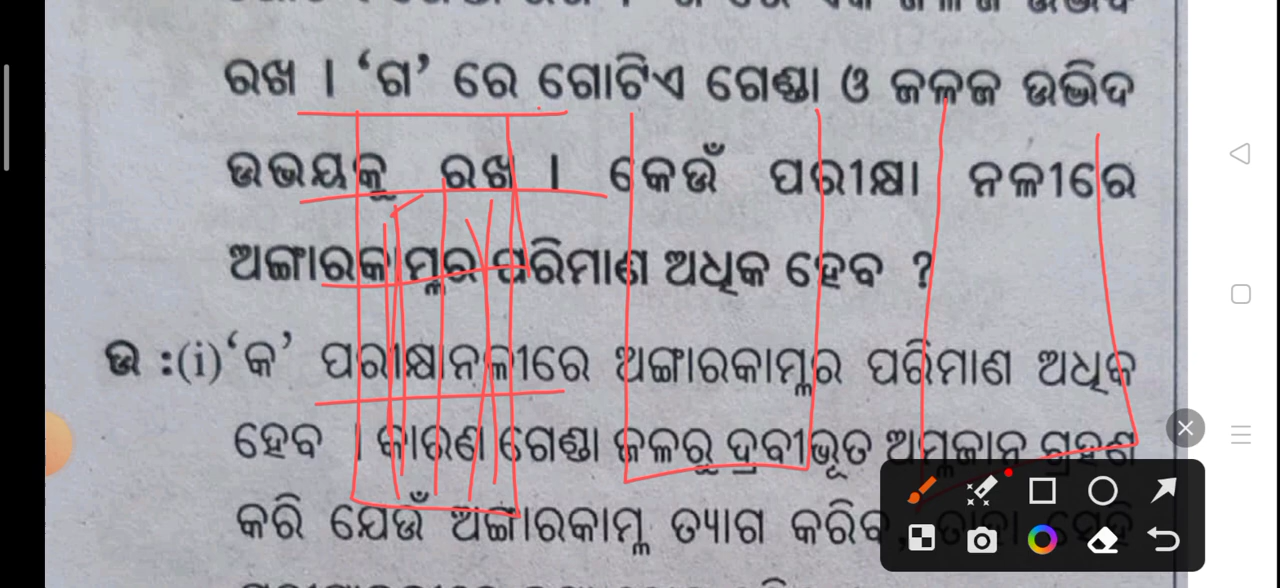 ରଖ । ‘ଗ’ ରେ ଗୋଟିଏ ଗେଣ୍ଡା ଓ ଜଳଜ ଉଦ୍ଭିଦ
ଉଭୟକୁ ରଖ । କେଉଁ ପରୀକ୍ଷା ନଳୀରେ
ଅଙ୍ଗାରକାମ୍ଳର ପରିମାଣ ଅଧିକ ହେବ ?
ଉ :(i) ‘କ’ ପରୀକ୍ଷାନଳୀରେ ଅଙ୍ଗାରକାମ୍ଳର ପରିମାଣ ଅଧିକ
ହେବ । କାରଣ ଗେଣ୍ଡା ଜଳରୁ ଦ୍ରବୀଭୂତ ଅମ୍ଳଜାନ ଗ୍ରହଣ
କରି ଯେଉଁ ଅଙ୍ଗାରକାମ୍ଳ ତ୍ୟାଗ କରିବ,